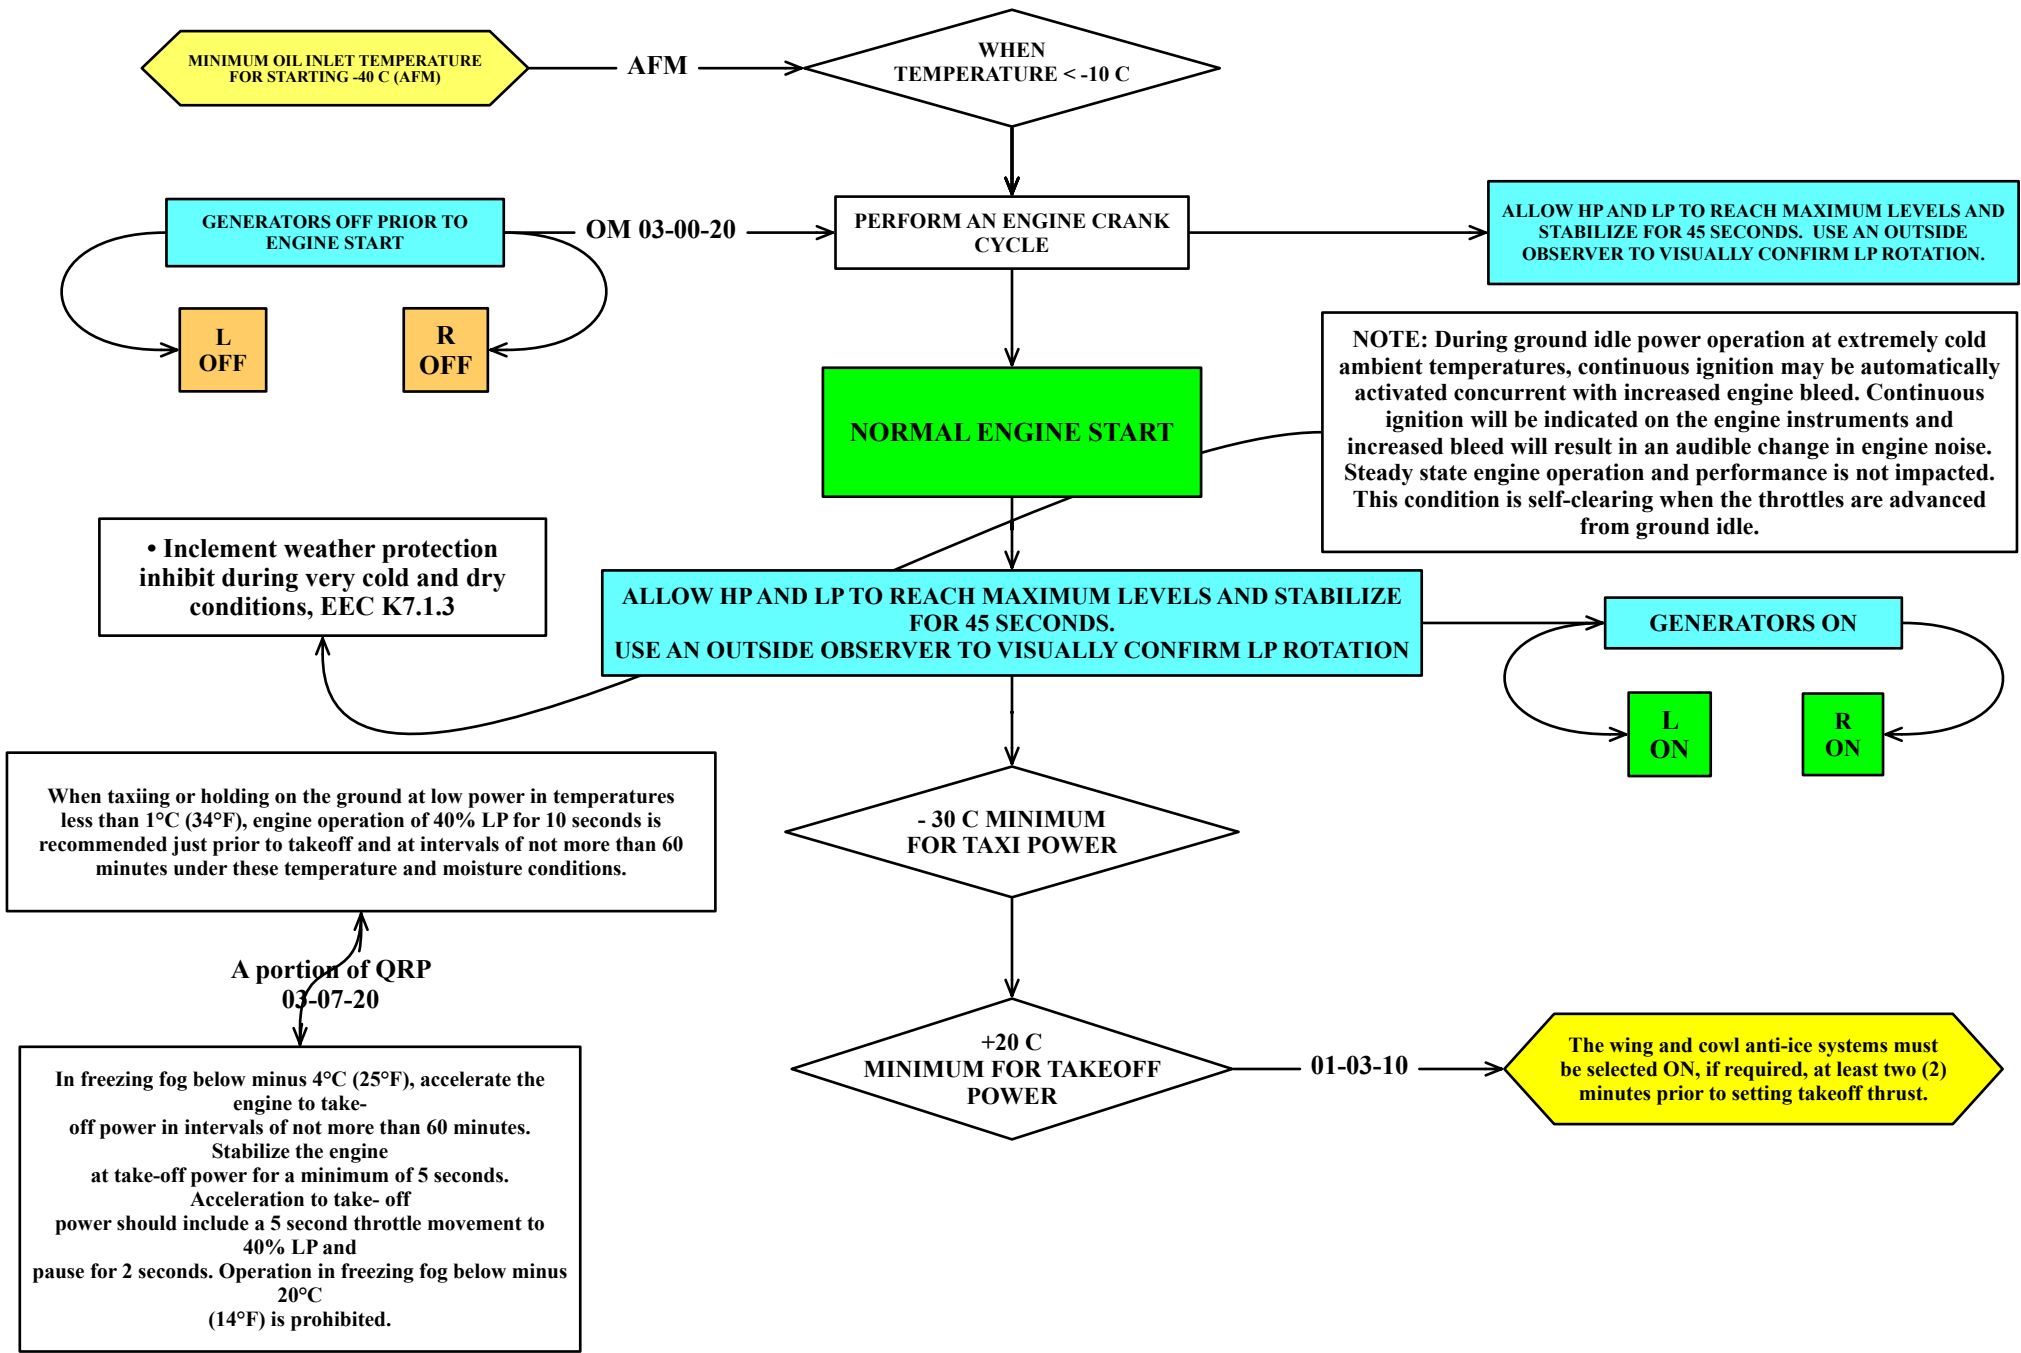 MINIMUM OIL INLET TEMPERATURE
FOR STARTING -40 C (AFM)
AFM
WHEN
TEMPERATURE < -10 C
GENERATORS OFF PRIOR TO
ENGINE START
OM 03-00-20
PERFORM AN ENGINE CRANK
CYCLE
ALLOW HP AND LP TO REACH MAXIMUM LEVELS AND
STABILIZE FOR 45 SECONDS.  USE AN OUTSIDE
OBSERVER TO VISUALLY CONFIRM LP ROTATION.
L
OFF
R
OFF
NORMAL ENGINE START
NOTE: During ground idle power operation at extremely cold
ambient temperatures, continuous ignition may be automatically
activated concurrent with increased engine bleed. Continuous
ignition will be indicated on the engine instruments and
increased bleed will result in an audible change in engine noise.
Steady state engine operation and performance is not impacted.
This condition is self-clearing when the throttles are advanced
from ground idle.
• Inclement weather protection
inhibit during very cold and dry
conditions, EEC K7.1.3
ALLOW HP AND LP TO REACH MAXIMUM LEVELS AND STABILIZE
FOR 45 SECONDS.
USE AN OUTSIDE OBSERVER TO VISUALLY CONFIRM LP ROTATION
GENERATORS ON
L
ON
R
ON
When taxiing or holding on the ground at low power in temperatures
less than 1°C (34°F), engine operation of 40% LP for 10 seconds is
recommended just prior to takeoff and at intervals of not more than 60
minutes under these temperature and moisture conditions.
- 30 C MINIMUM
FOR TAXI POWER
A portion of QRP
03-07-20
In freezing fog below minus 4°C (25°F), accelerate the
engine to take-
off power in intervals of not more than 60 minutes.
Stabilize the engine
at take-off power for a minimum of 5 seconds.
Acceleration to take- off
power should include a 5 second throttle movement to
40% LP and
pause for 2 seconds. Operation in freezing fog below minus
20°C
(14°F) is prohibited.
+20 C
MINIMUM FOR TAKEOFF
POWER
01-03-10
The wing and cowl anti-ice systems must
be selected ON, if required, at least two (2)
minutes prior to setting takeoff thrust.